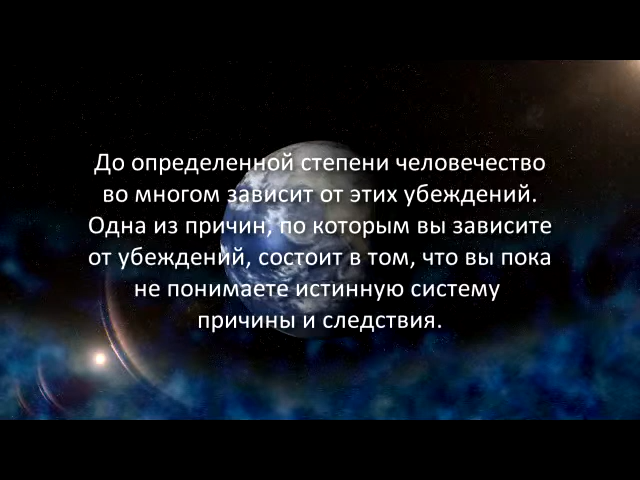 До определенной степени человечество
во многом зависит от этих убеждений.
Одна из причин, по которым вы зависите
от убеждений, состоит в том, что вы пока
не понимаете истинную систему
причины и следствия.